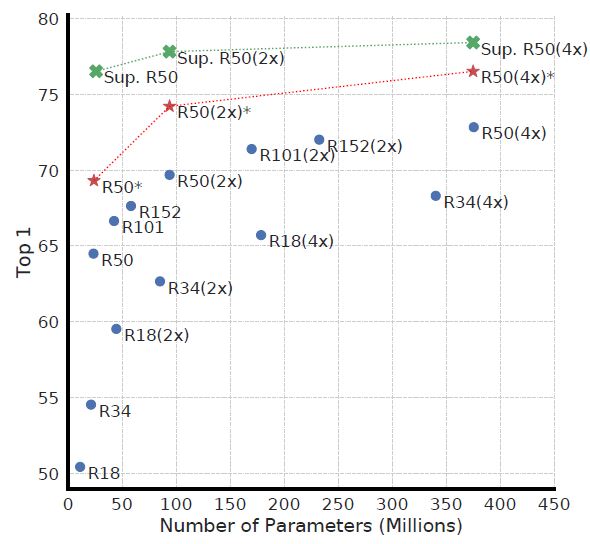 80
Sup. R50(4x)
Sup. R50(2x)
Sup. R50
R50(4x)*
75
R50(2x)*
R50(4x)
R152(2x)
R101(2x)
70
R50(2x)
R50*
R34(4x)
R152
R101
R18(4x)
65
R50
R34(2x)
60
R18(2x)
55
R34
50
R18
Top 1
0 50 100 150 200 250 300 350 400 450
Number of Parameters (Millions)